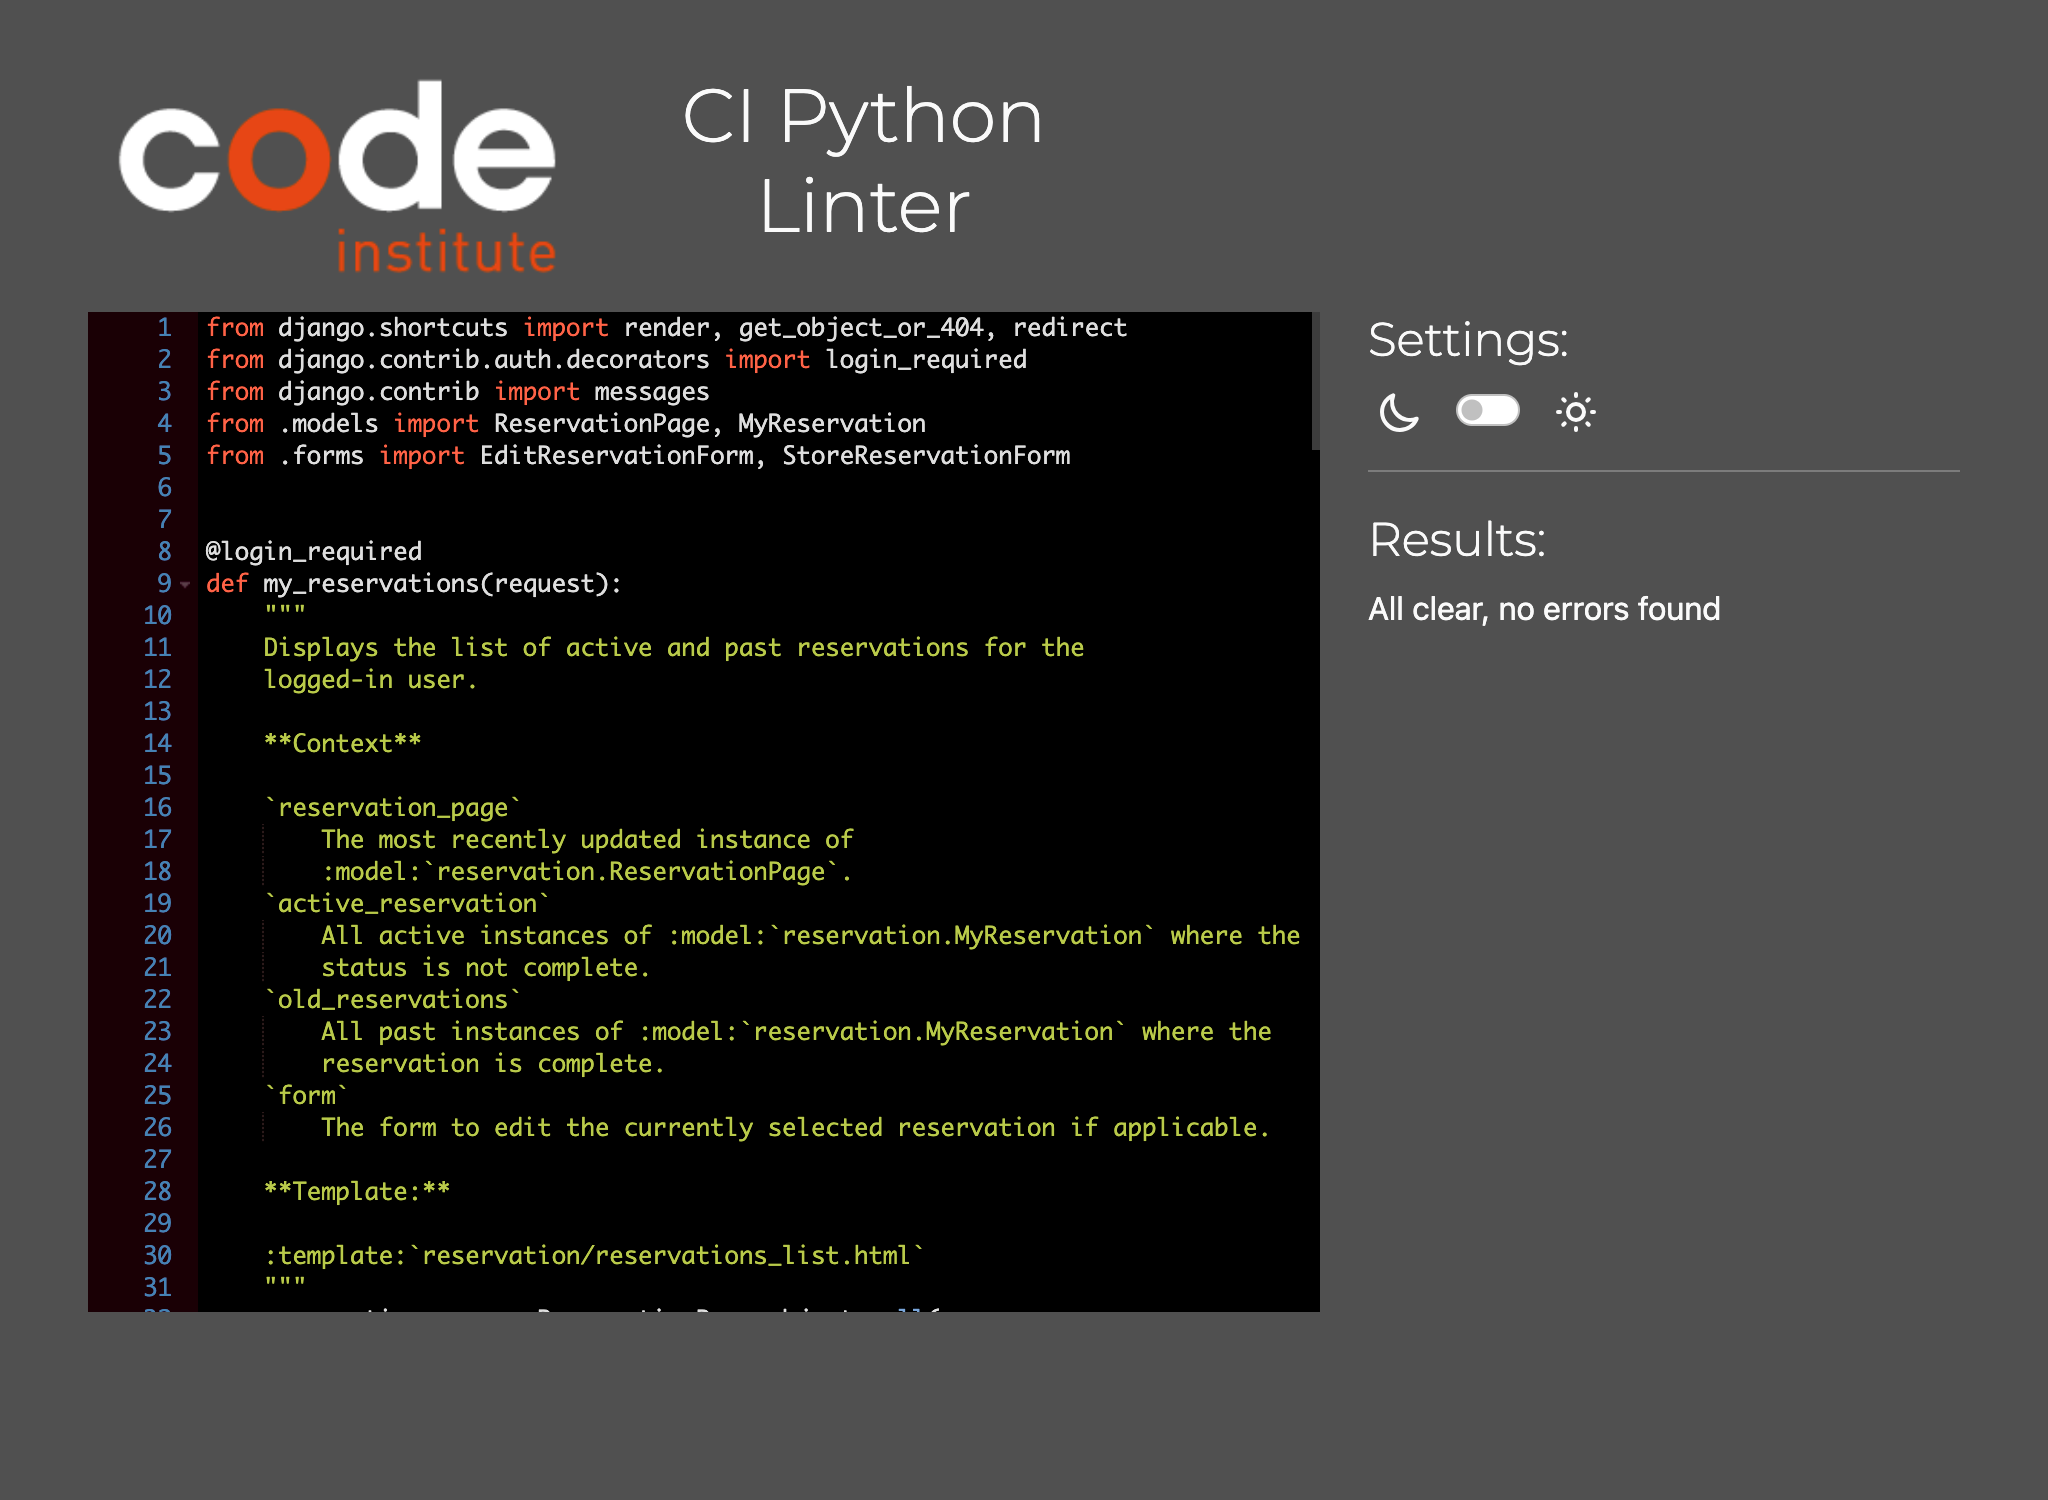 code
institute
CI Python
Linter
1 from django.shortcuts import render, get_object_or_404, redirect
2 from django.contrib.auth.decorators import login_required
3 from django.contrib import messages
4 from .models import ReservationPage, MyReservation
5 from .forms import EditReservationForm, StoreReservationForm
6
7
8 @login_required
9 def my_reservations(request):
10     """
11     Displays the list of active and past reservations for the
12     logged-in user.
13
14     **Context**
15
16     `reservation_page`
17         The most recently updated instance of
18         :model:`reservation.ReservationPage`.
19     `active_reservation`
20         All active instances of :model:`reservation.MyReservation` where the
21         status is not complete.
22     `old_reservations`
23         All past instances of :model:`reservation.MyReservation` where the
24         reservation is complete.
25     `form`
26         The form to edit the currently selected reservation if applicable.
27
28     **Template:**
29
30     :template:`reservation/reservations_list.html`
31     """
Settings:
Results:
All clear, no errors found